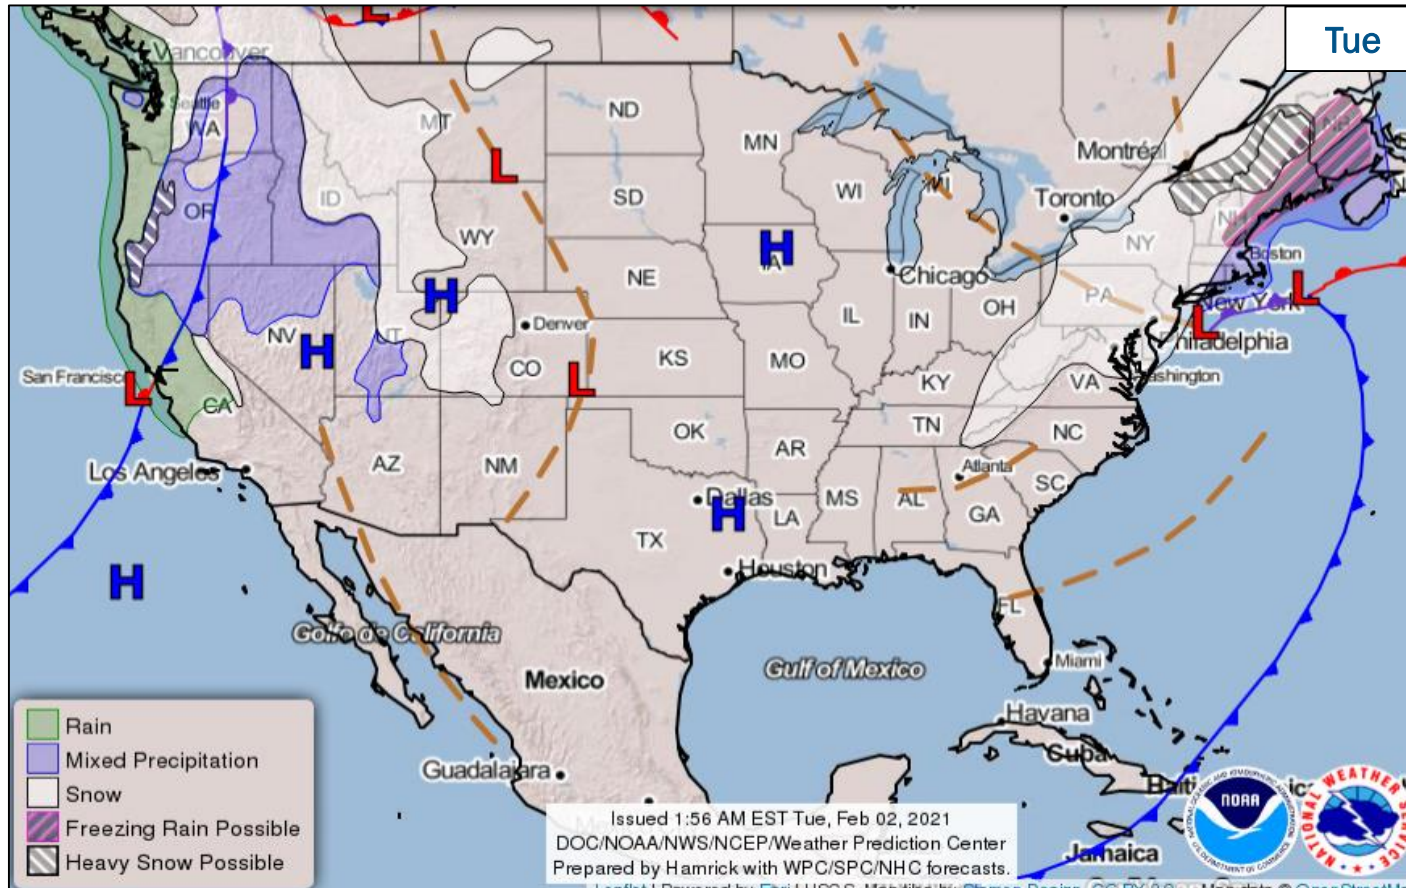 Tue
Vancouver
Seattle
WA
MT
ND
MN
Montréal
NB
OR
ID
SD
WI
MI
Toronto
NH
WY
NY
Boston
IA
NE
Chicago
PA
New York
NV
UT
Denver
IL
IN
OH
Philadelphia
CO
KS
MO
San Francisco
CA
KY
VA
Washington
OK
AR
TN
NC
Los Angeles
AZ
NM
Atlanta
SC
Dallas
MS
AL
GA
LA
TX
Houston
FL
Golfo de California
Mexico
Gulf of Mexico
Miami
Havana
Cuba
Guadalajara
Haiti
Jamaica
H
H
H
H
H
L
L
L
L
L
L
Rain
Mixed Precipitation
Snow
Freezing Rain Possible
Heavy Snow Possible
Issued 1:56 AM EST Tue, Feb 02, 2021
DOC/NOAA/NWS/NCEP/Weather Prediction Center
Prepared by Hamrick with WPC/SPC/NHC forecasts.
NOAA
NATIONAL WEATHER SERVICE